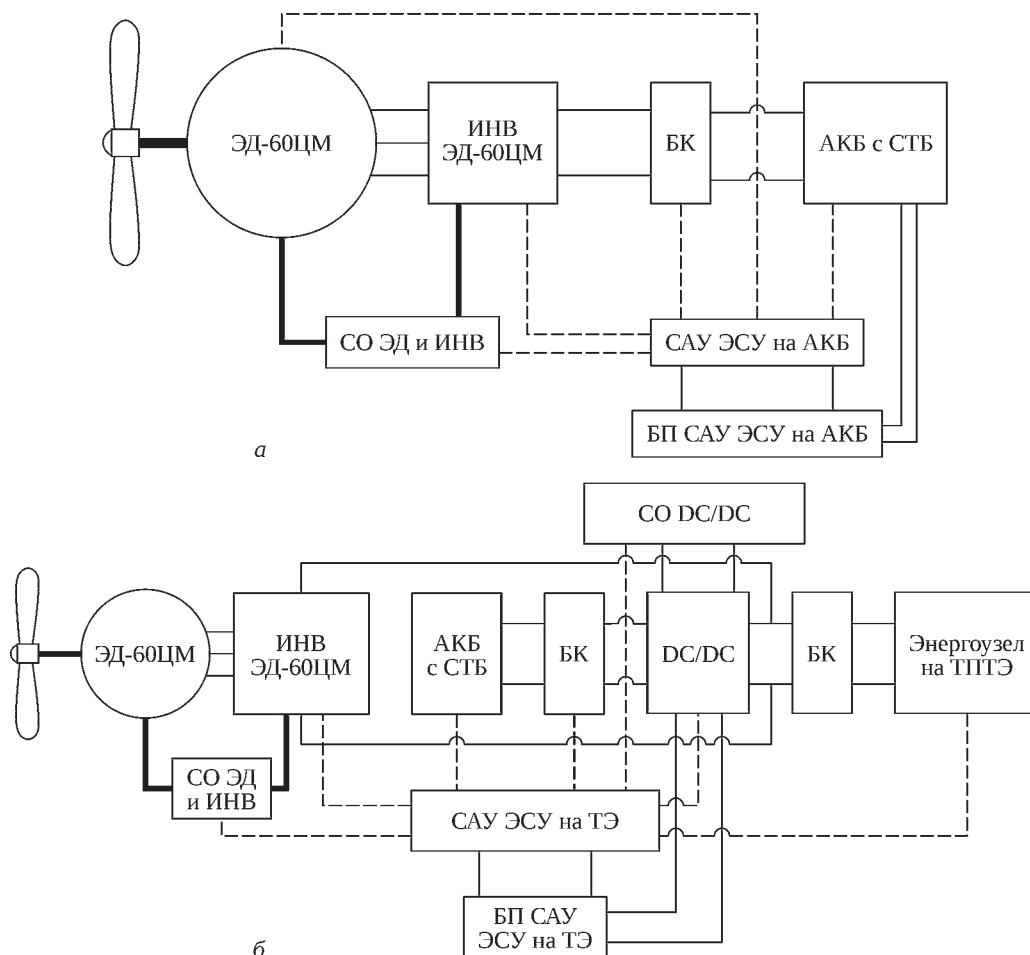 ЭД-60ЦМ
ИНВ
ЭД-60ЦМ
БК
АКБ с СТБ
СО ЭД и ИНВ
САУ ЭСУ на АКБ
БП САУ ЭСУ на АКБ
а
СО DC/DC
ЭД-60ЦМ
ИНВ
ЭД-60ЦМ
АКБ
с СТБ
БК
DC/DC
БК
Энергоузел
на ТПТЭ
СО ЭД
и ИНВ
САУ ЭСУ на ТЭ
БП САУ
ЭСУ на ТЭ
б